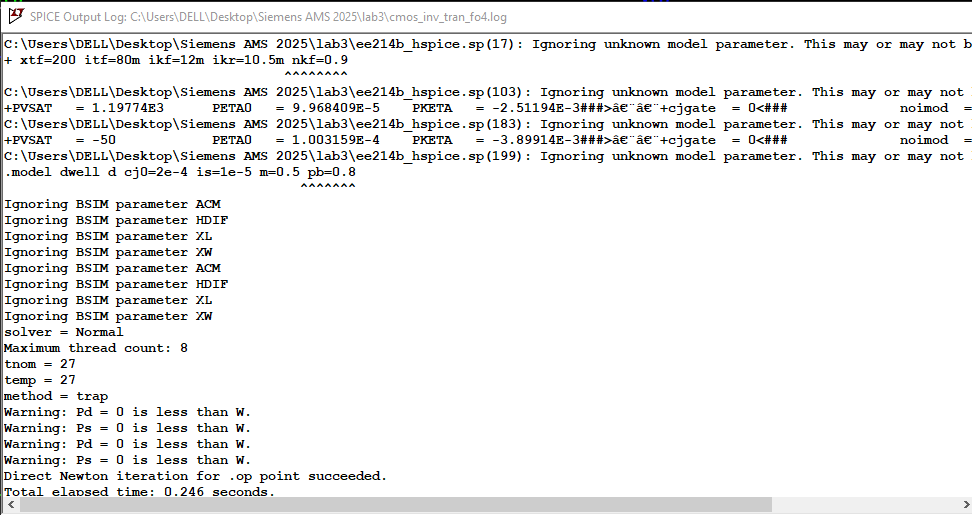 SPICE Output Log: C:\Users\DELL\Desktop\Siemens AMS 2025\lab3\cmos_inv_tran_fo4.log
C:\Users\DELL\Desktop\Siemens AMS 2025\lab3\ee214b_hspice.sp(17): Ignoring unknown model parameter. This may or may not b
+ xtf=200 itf=80m ikf=12m ikr=10.5m nkf=0.9
^^^^^^^^
C:\Users\DELL\Desktop\Siemens AMS 2025\lab3\ee214b_hspice.sp(103): Ignoring unknown model parameter. This may or may not
+PVSAT   = 1.19774E3      PETA0   = 9.968409E-5    PKETA   = -2.51194E-3###>â€¨â€¨+cjgate  = 0<###              noimod  =
C:\Users\DELL\Desktop\Siemens AMS 2025\lab3\ee214b_hspice.sp(183): Ignoring unknown model parameter. This may or may not
+PVSAT   = -50            PETA0   = 1.003159E-4    PKETA   = -3.89914E-3###>â€¨â€¨+cjgate  = 0<###              noimod  =
C:\Users\DELL\Desktop\Siemens AMS 2025\lab3\ee214b_hspice.sp(199): Ignoring unknown model parameter. This may or may not
.model dwell d cj0=2e-4 is=1e-5 m=0.5 pb=0.8
^^^^^^^
Ignoring BSIM parameter ACM
Ignoring BSIM parameter HDIF
Ignoring BSIM parameter XL
Ignoring BSIM parameter XW
Ignoring BSIM parameter ACM
Ignoring BSIM parameter HDIF
Ignoring BSIM parameter XL
Ignoring BSIM parameter XW
solver = Normal
Maximum thread count: 8
tnom = 27
temp = 27
method = trap
Warning: Pd = 0 is less than W.
Warning: Ps = 0 is less than W.
Warning: Pd = 0 is less than W.
Warning: Ps = 0 is less than W.
Direct Newton iteration for .op point succeeded.
Total elapsed time: 0.246 seconds.